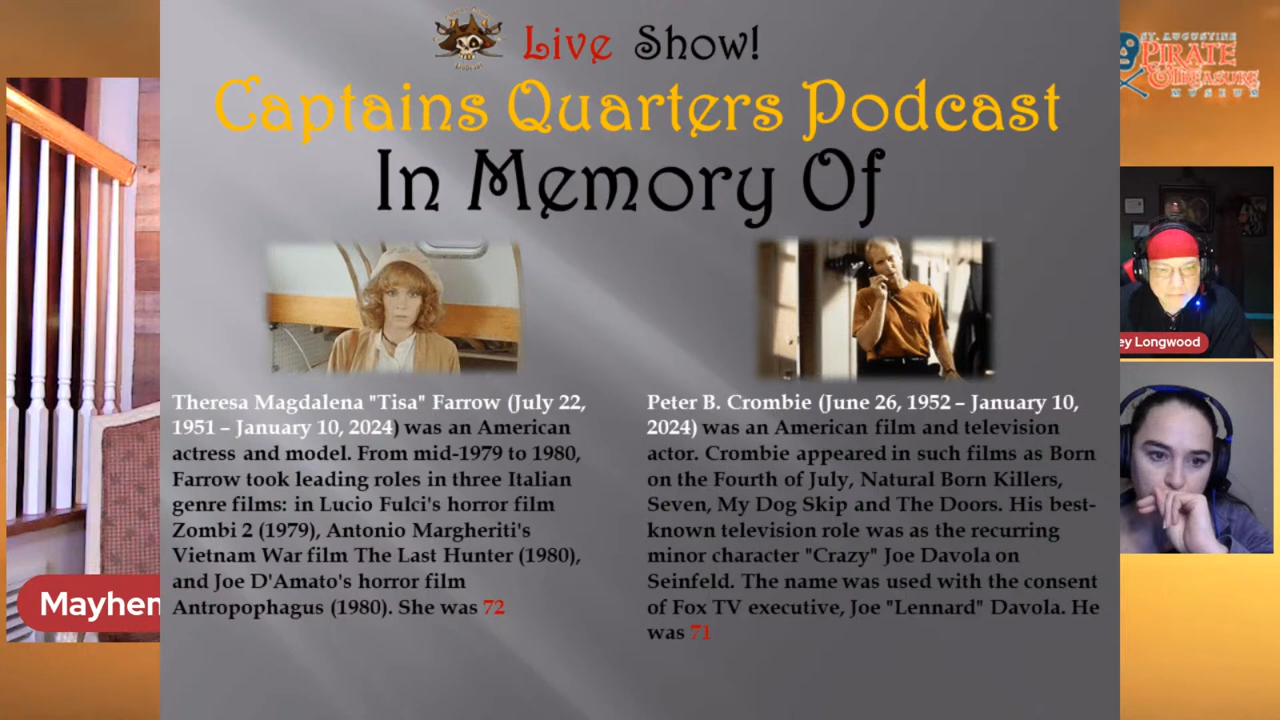 Live Show!
Captains Quarters Podcast
In Memory Of
Theresa Magdalena "Tisa" Farrow (July 22,
1951 – January 10, 2024) was an American
actress and model. From mid-1979 to 1980,
Farrow took leading roles in three Italian
genre films: in Lucio Fulci's horror film
Zombi 2 (1979), Antonio Margheriti's
Vietnam War film The Last Hunter (1980),
and Joe D'Amato's horror film
Antropophagus (1980). She was 72
Peter B. Crombie (June 26, 1952 – January 10,
2024) was an American film and television
actor. Crombie appeared in such films as Born
on the Fourth of July, Natural Born Killers,
Seven, My Dog Skip and The Doors. His best-
known television role was as the recurring
minor character "Crazy" Joe Davola on
Seinfeld. The name was used with the consent
of Fox TV executive, Joe "Lennard" Davola. He
was 71
ST. AUGUSTINE
PIRATE
& TREASURE
MUSEUM
ey Longwood
Mayhem